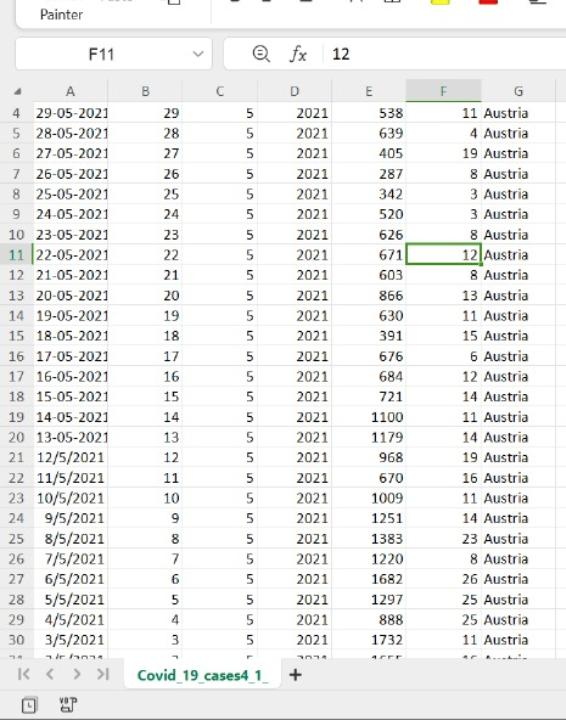 Painter
F11 fx 12
A B C D E F G
4 29-05-2021 29 5 2021 538 11 Austria
5 28-05-2021 28 5 2021 639 4 Austria
6 27-05-2021 27 5 2021 405 19 Austria
7 26-05-2021 26 5 2021 287 8 Austria
8 25-05-2021 25 5 2021 342 3 Austria
9 24-05-2021 24 5 2021 520 3 Austria
10 23-05-2021 23 5 2021 626 8 Austria
11 22-05-2021 22 5 2021 671 12 Austria
12 21-05-2021 21 5 2021 603 8 Austria
13 20-05-2021 20 5 2021 866 13 Austria
14 19-05-2021 19 5 2021 630 11 Austria
15 18-05-2021 18 5 2021 391 15 Austria
16 17-05-2021 17 5 2021 676 6 Austria
17 16-05-2021 16 5 2021 684 12 Austria
18 15-05-2021 15 5 2021 721 14 Austria
19 14-05-2021 14 5 2021 1100 11 Austria
20 13-05-2021 13 5 2021 1179 14 Austria
21 12/5/2021 12 5 2021 968 19 Austria
22 11/5/2021 11 5 2021 670 16 Austria
23 10/5/2021 10 5 2021 1009 11 Austria
24 9/5/2021 9 5 2021 1251 14 Austria
25 8/5/2021 8 5 2021 1383 23 Austria
26 7/5/2021 7 5 2021 1220 8 Austria
27 6/5/2021 6 5 2021 1682 26 Austria
28 5/5/2021 5 5 2021 1297 25 Austria
29 4/5/2021 4 5 2021 888 25 Austria
30 3/5/2021 3 5 2021 1732 11 Austria
Covid_19_cases4_1_